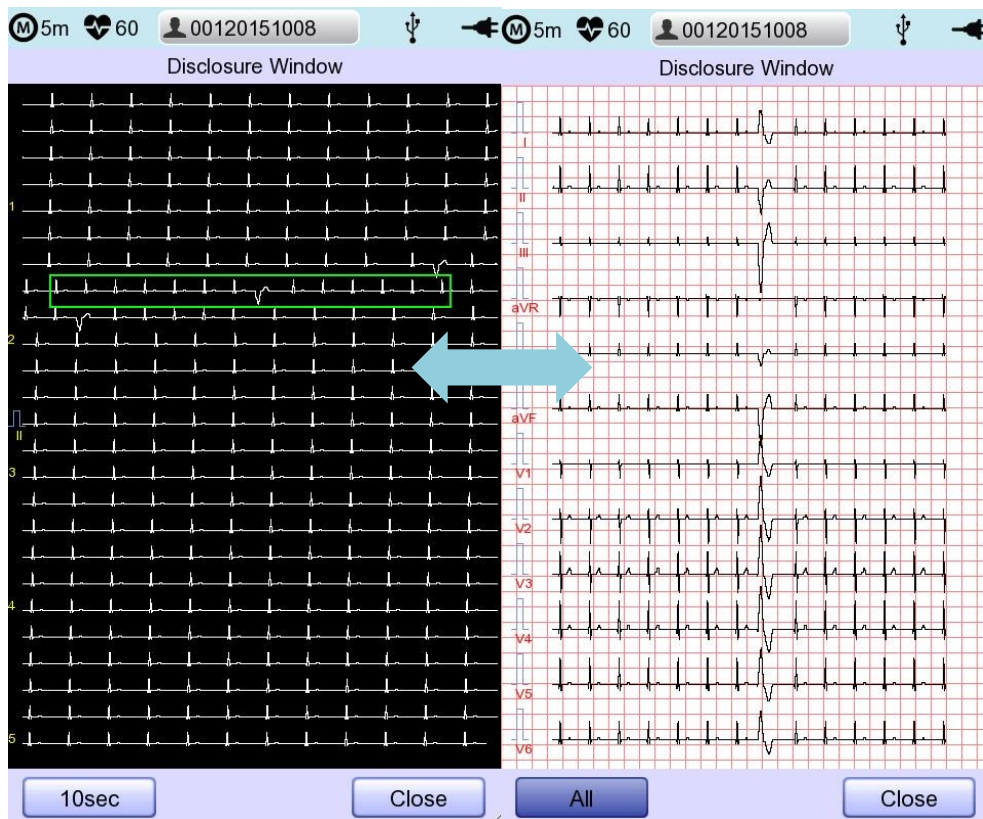 M 5m 60 00120151008
Disclosure Window
1
2
II
3
4
5
10sec Close
M 5m 60 00120151008
Disclosure Window
I
II
III
aVR
aVF
V1
V2
V3
V4
V5
V6
All Close